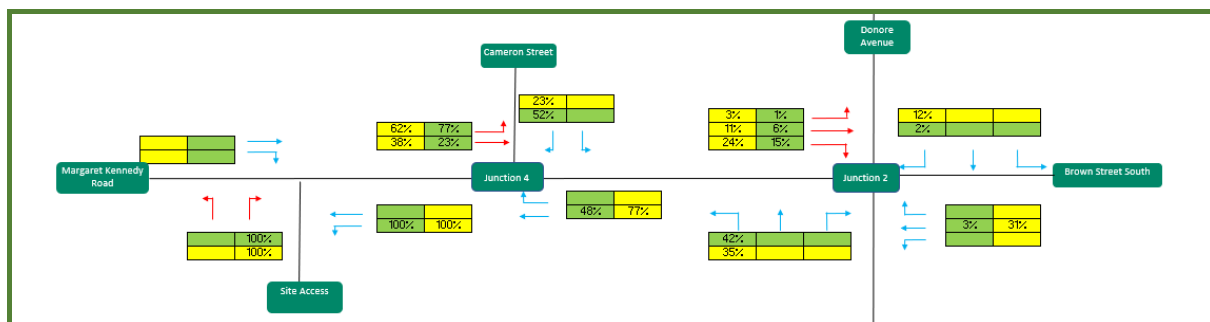 Donore
Avenue
Cameron Street
23%
52%
62% 77%
38% 23%
3% 1%
11% 6%
24% 15%
12%
2%
Margaret Kennedy
Road
Junction 4
Junction 2
Brown Street South
48% 77%
100% 100%
100%
100%
42%
35%
3% 31%
Site Access